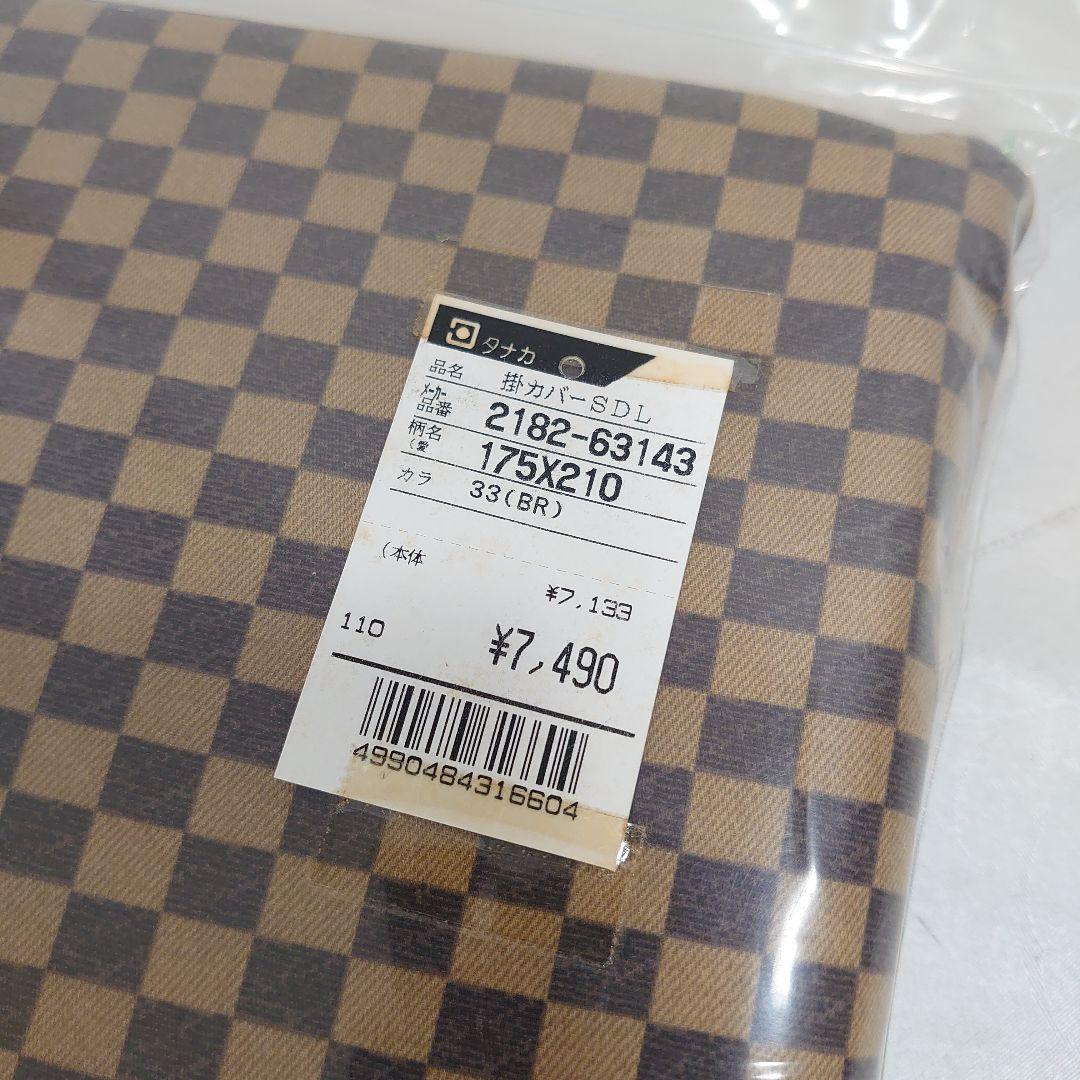 タナカ
品名 掛カバーSDL
メーカー品番 2182-63143
柄名 175X210
(愛
カラ 33(BR)
(本体 ¥7,133
110 ¥7,490
4990484316604